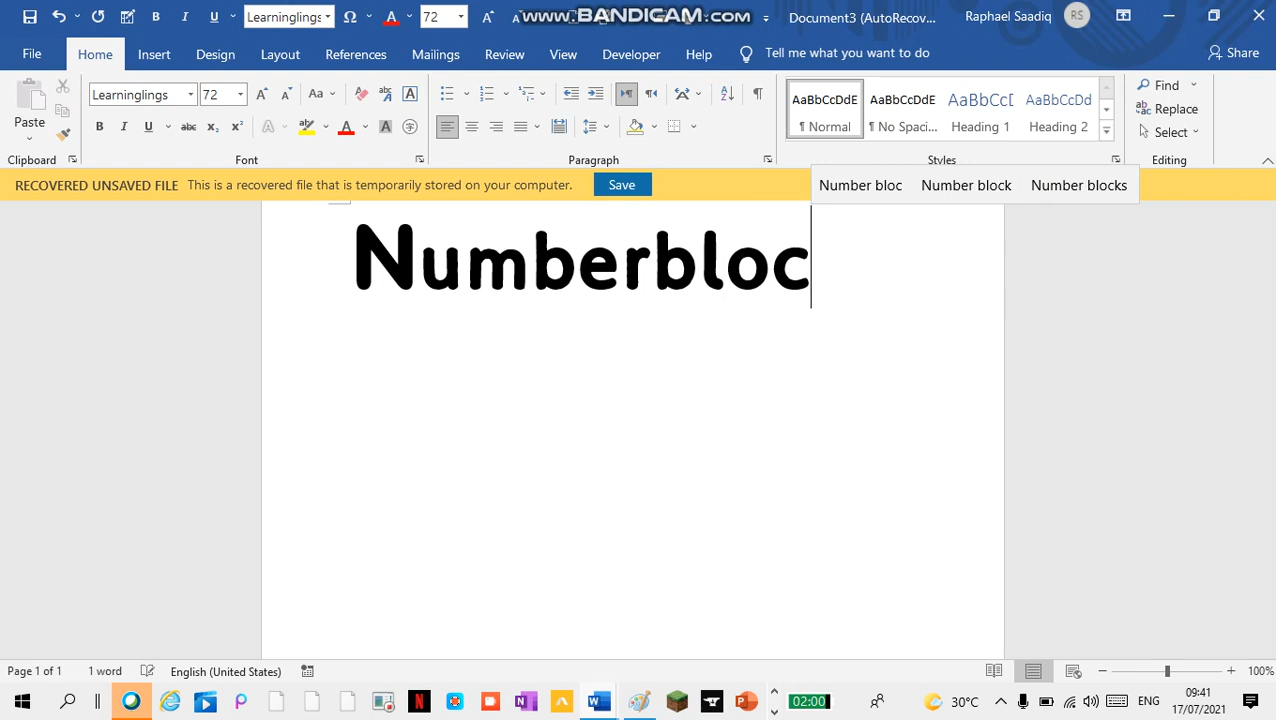 Learninglings 72 www.BANDICAM.com Document3 (AutoRecov... Raphael Saadiq RS
File Home Insert Design Layout References Mailings Review View Developer Help Tell me what you want to do Share
Paste Learninglings 72 Aa AaBbCcDdE AaBbCcDdE AaBbCcD AaBbCcDd Find
¶ Normal ¶ No Spaci... Heading 1 Heading 2 Replace
Select
Clipboard Font Paragraph Styles Editing
RECOVERED UNSAVED FILE This is a recovered file that is temporarily stored on your computer. Save Number bloc Number block Number blocks
Numberbloc
Page 1 of 1 1 word English (United States) 100%
02:00 30°C ENG 09:41
17/07/2021